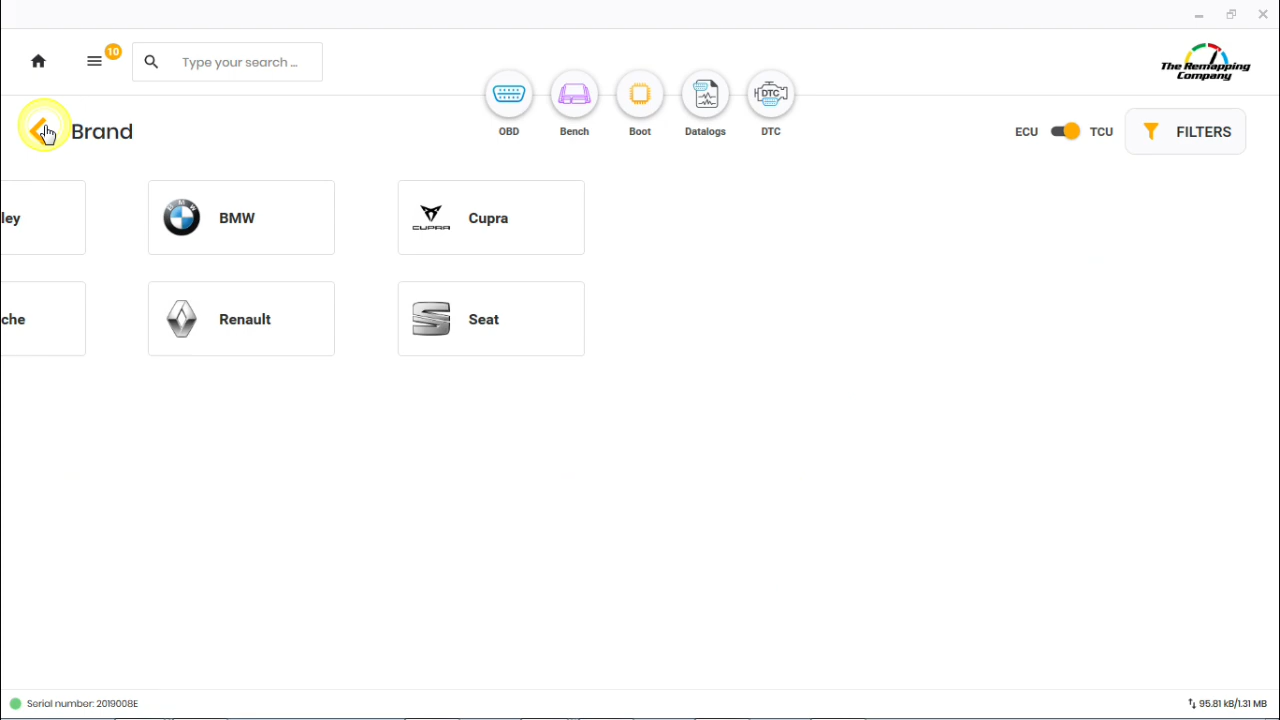 10
Type your search ...
The Remapping
Company
DTC
OBD
Bench
Boot
Datalogs
DTC
Brand
ECU
TCU
FILTERS
ley
BMW
CUPRA
Cupra
che
Renault
Seat
Serial number: 2019008E
95.81 kB/1.31 MB